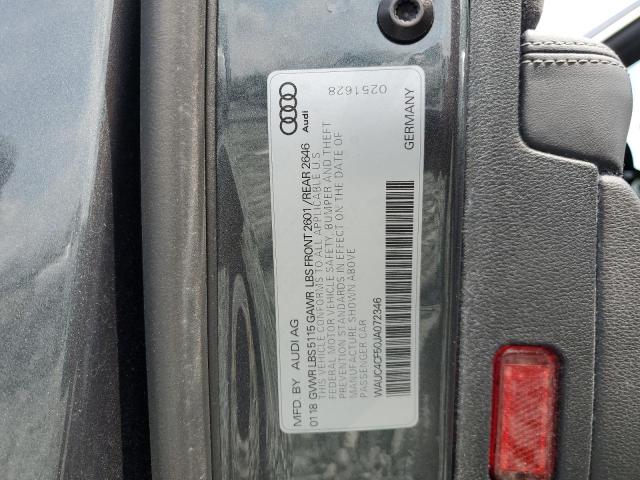 MFD. BY AUDI AG
0118 GVWR LBS 5115 GAWR LBS FRONT 2601 / REAR 2646
THIS VEHICLE CONFORMS TO ALL APPLICABLE U S
FEDERAL MOTOR VEHICLE SAFETY, BUMPER AND THEFT
PREVENTION STANDARDS IN EFFECT ON THE DATE OF
MANUFACTURE SHOWN ABOVE
PASSENGER CAR
WAUC4CF50JA072346
GERMANY
Audi
0251628